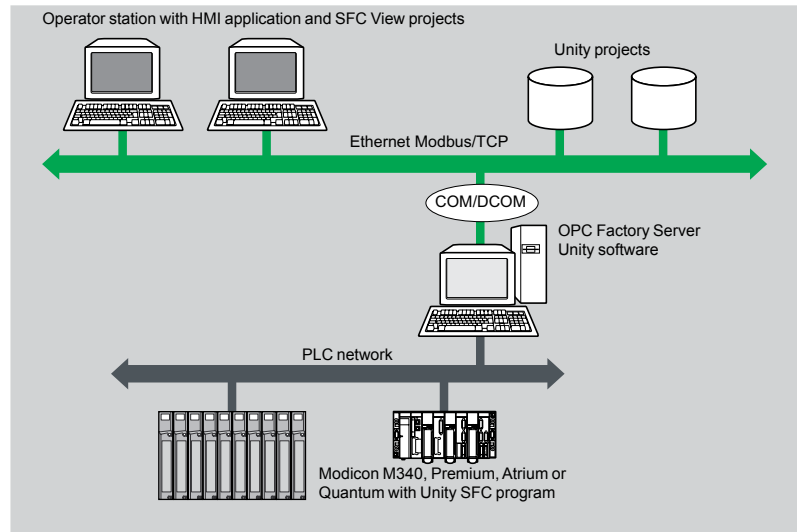 Operator station with HMI application and SFC View projects
Unity projects
Ethernet Modbus/TCP
COM/DCOM
OPC Factory Server
Unity software
PLC network
Modicon M340, Premium, Atrium or
Quantum with Unity SFC program